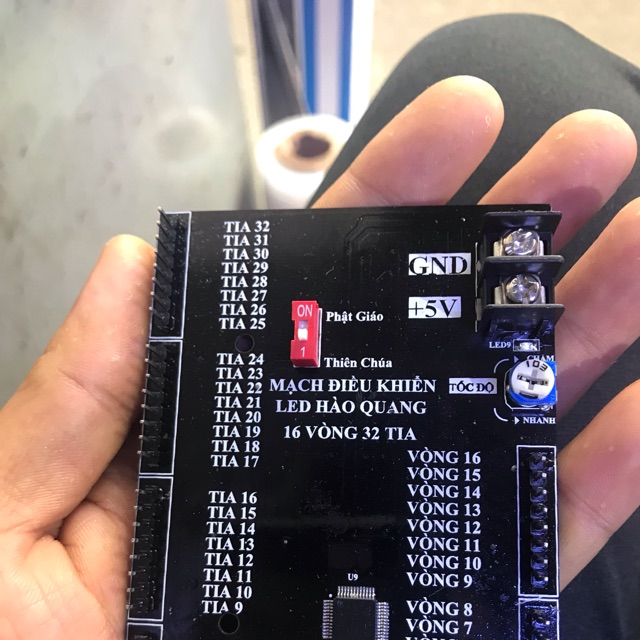 TIA 32
TIA 31
TIA 30
TIA 29
TIA 28
TIA 27
TIA 26
TIA 25
GND
+5V
ON
1
Phật Giáo
Thiên Chúa
LED9
CHẬM
103
TỐC ĐỘ
NHANH
TIA 24
TIA 23
TIA 22
TIA 21
TIA 20
TIA 19
TIA 18
TIA 17
MẠCH ĐIỀU KHIỂN
LED HÀO QUANG
16 VÒNG 32 TIA
VÒNG 16
VÒNG 15
VÒNG 14
VÒNG 13
VÒNG 12
VÒNG 11
VÒNG 10
VÒNG 9
TIA 16
TIA 15
TIA 14
TIA 13
TIA 12
TIA 11
TIA 10
TIA 9
U9
VÒNG 8
VÒNG 7